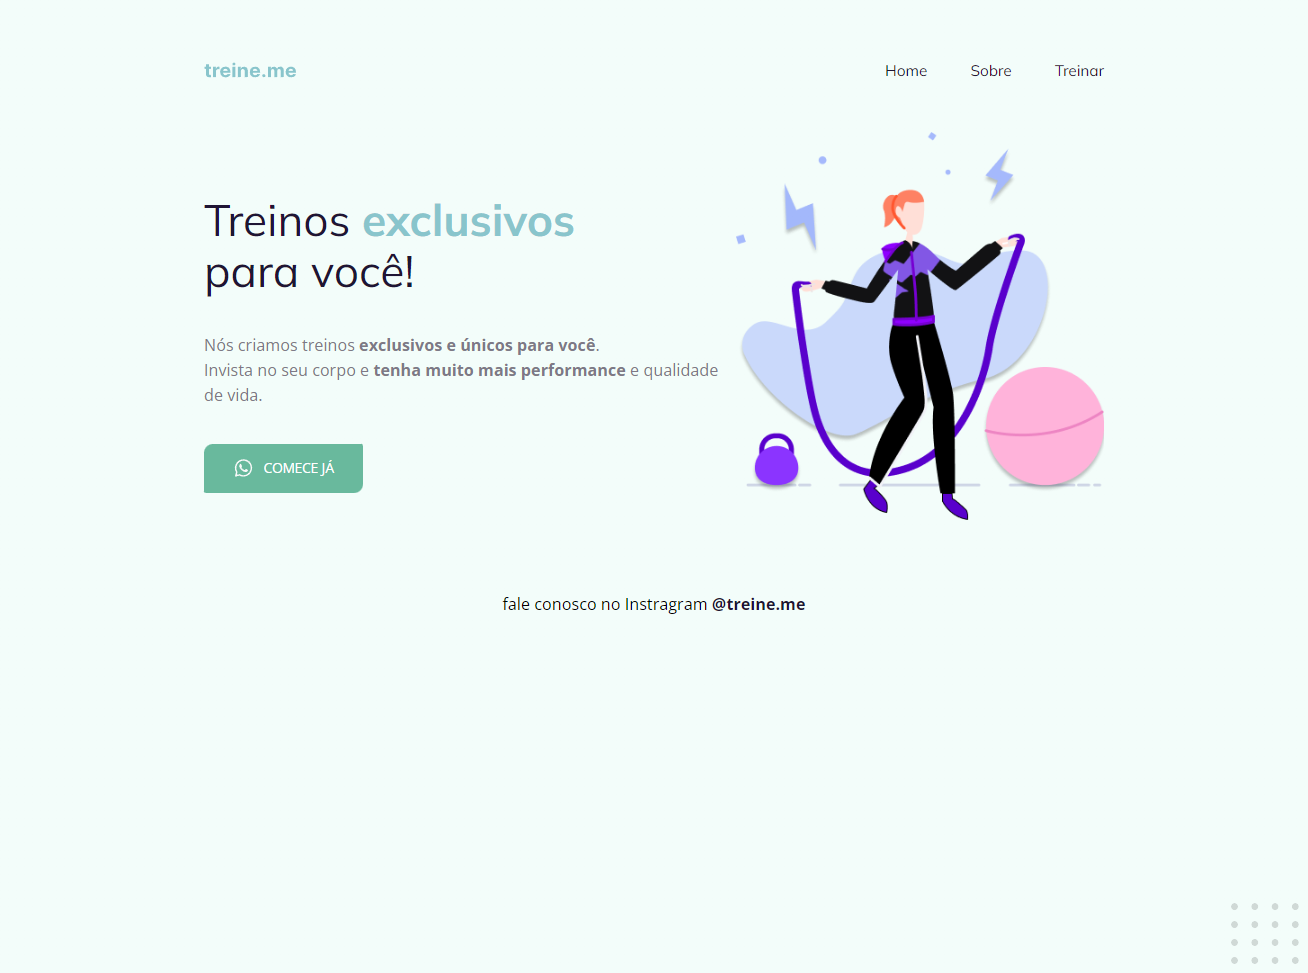 treine.me
Home
Sobre
Treinar
Treinos exclusivos
para você!
Nós criamos treinos exclusivos e únicos para você.
Invista no seu corpo e tenha muito mais performance e qualidade
de vida.
COMECE JÁ
fale conosco no Instragram @treine.me